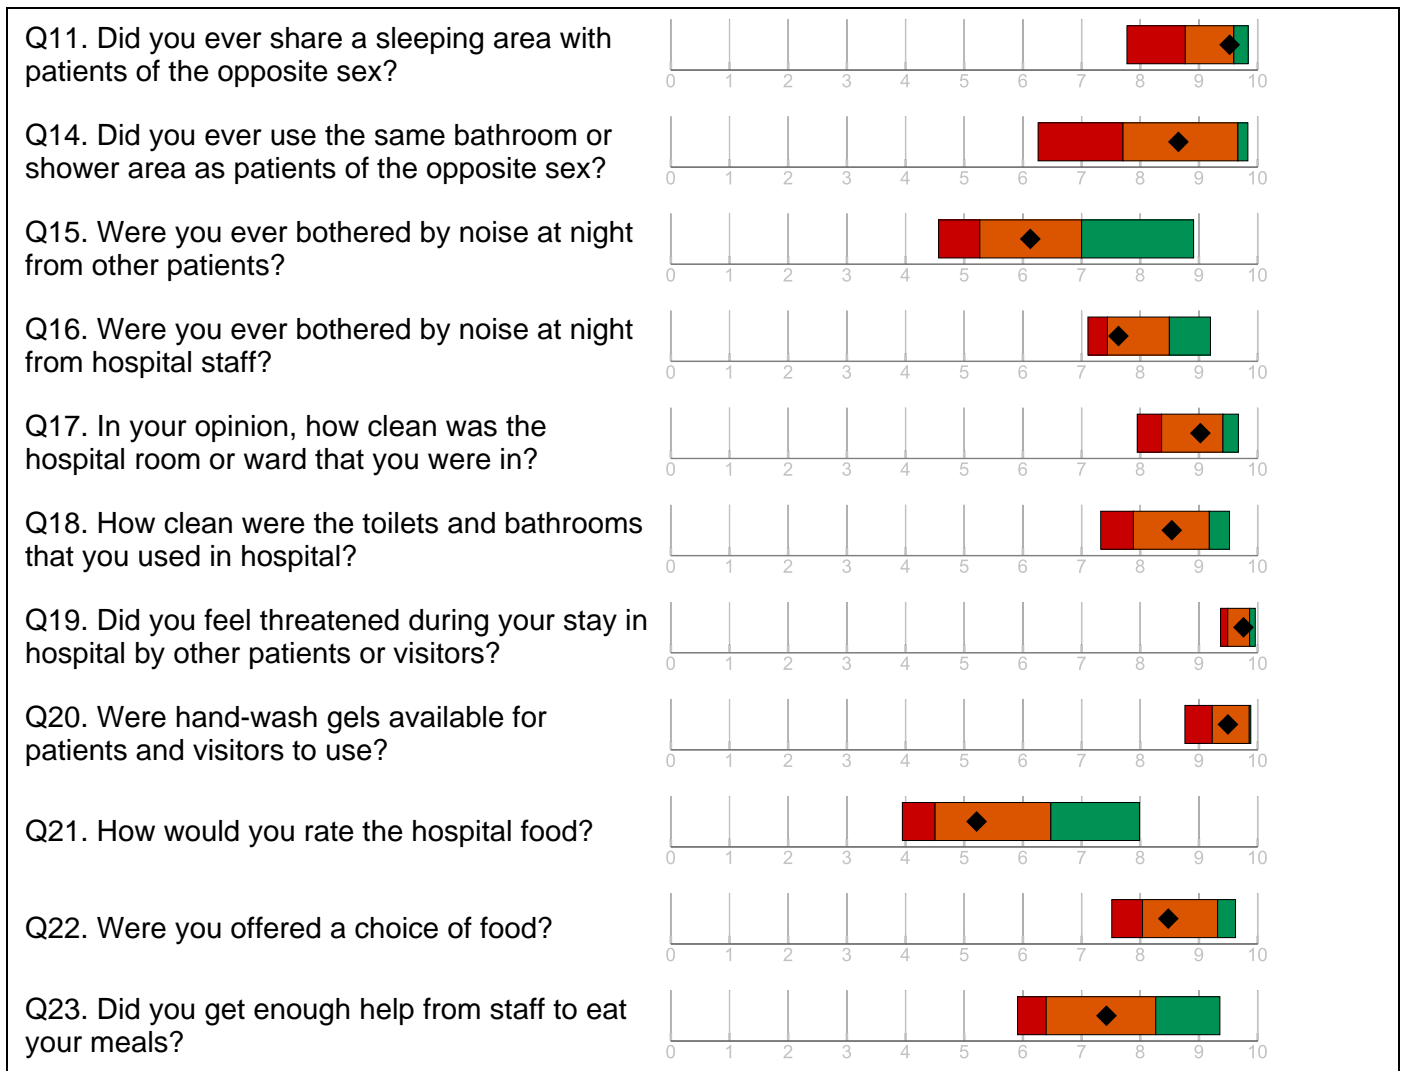 Q11. Did you ever share a sleeping area with
patients of the opposite sex?
0 1 2 3 4 5 6 7 8 9 10
Q14. Did you ever use the same bathroom or
shower area as patients of the opposite sex?
0 1 2 3 4 5 6 7 8 9 10
Q15. Were you ever bothered by noise at night
from other patients?
0 1 2 3 4 5 6 7 8 9 10
Q16. Were you ever bothered by noise at night
from hospital staff?
0 1 2 3 4 5 6 7 8 9 10
Q17. In your opinion, how clean was the
hospital room or ward that you were in?
0 1 2 3 4 5 6 7 8 9 10
Q18. How clean were the toilets and bathrooms
that you used in hospital?
0 1 2 3 4 5 6 7 8 9 10
Q19. Did you feel threatened during your stay in
hospital by other patients or visitors?
0 1 2 3 4 5 6 7 8 9 10
Q20. Were hand-wash gels available for
patients and visitors to use?
0 1 2 3 4 5 6 7 8 9 10
Q21. How would you rate the hospital food?
0 1 2 3 4 5 6 7 8 9 10
Q22. Were you offered a choice of food?
0 1 2 3 4 5 6 7 8 9 10
Q23. Did you get enough help from staff to eat
your meals?
0 1 2 3 4 5 6 7 8 9 10